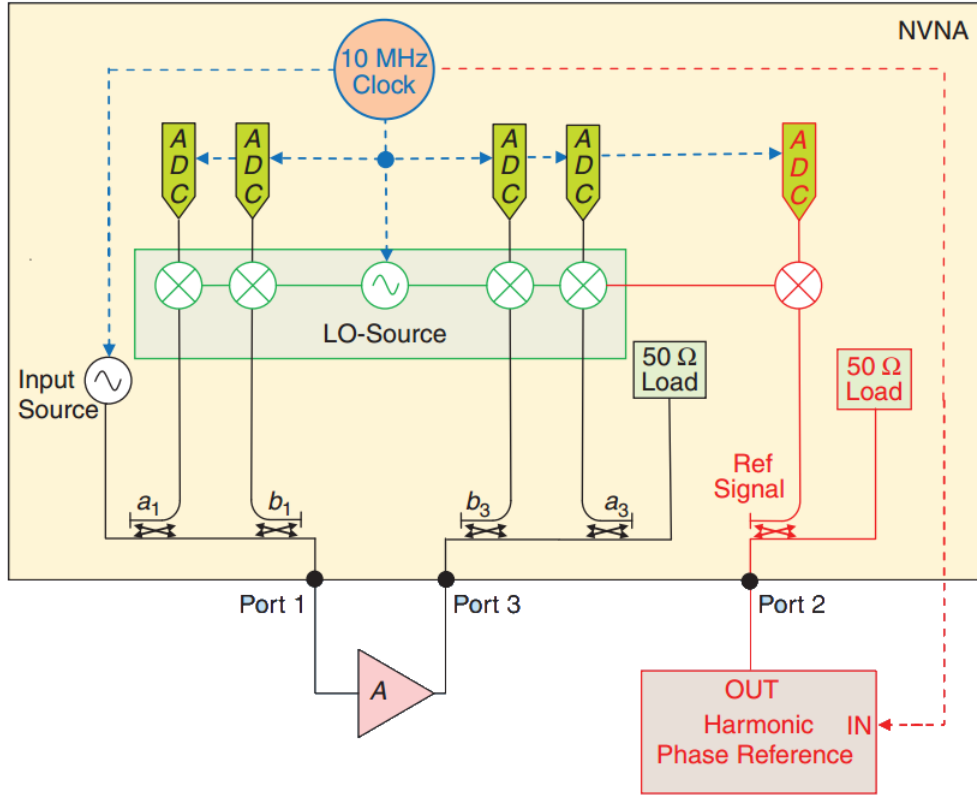 NVNA
10 MHz
Clock
A
D
C
A
D
C
A
D
C
A
D
C
A
D
C
LO-Source
Input
Source
50 Ω
Load
50 Ω
Load
a1
b1
b3
a3
Ref
Signal
Port 1
Port 3
Port 2
A
OUT
IN
Harmonic
Phase Reference